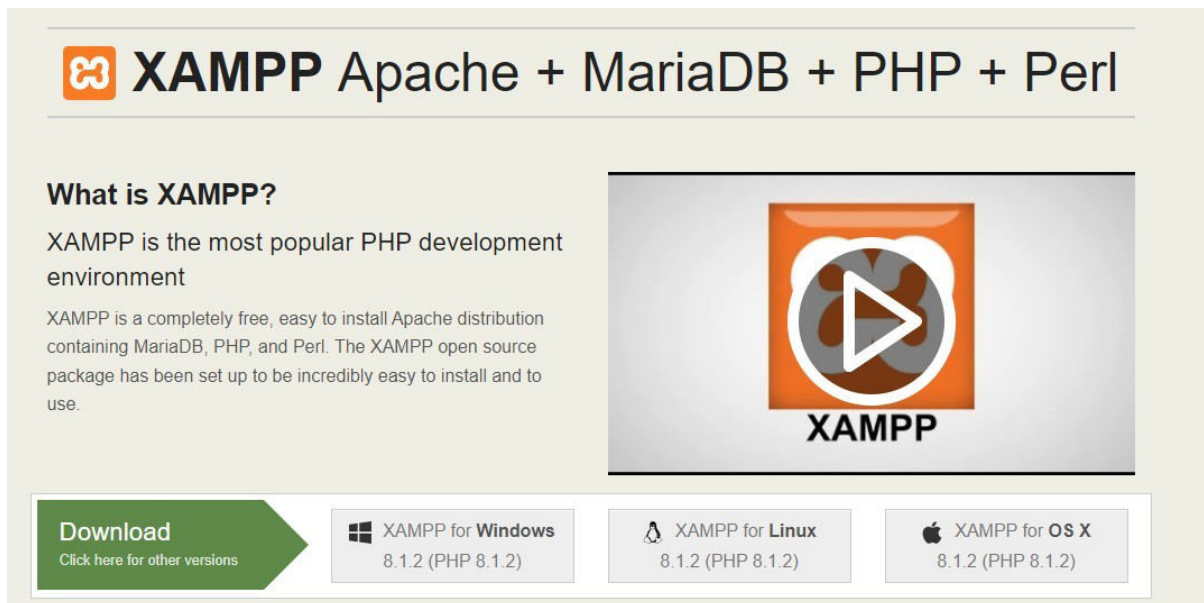 XAMPP Apache + MariaDB + PHP + Perl
What is XAMPP?
XAMPP is the most popular PHP development
environment
XAMPP is a completely free, easy to install Apache distribution
containing MariaDB, PHP, and Perl. The XAMPP open source
package has been set up to be incredibly easy to install and to
use.
XAMPP
Download
Click here for other versions
XAMPP for Windows
8.1.2 (PHP 8.1.2)
XAMPP for Linux
8.1.2 (PHP 8.1.2)
XAMPP for OS X
8.1.2 (PHP 8.1.2)